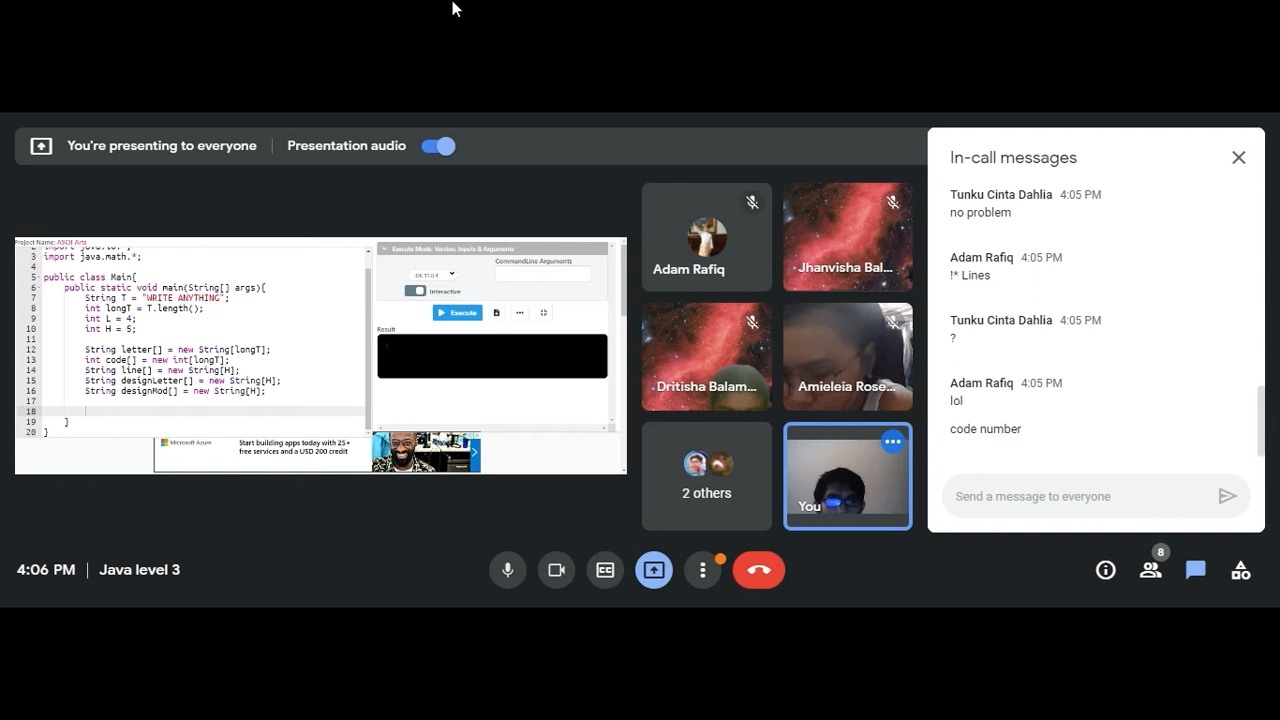 You're presenting to everyone
Presentation audio
In-call messages
Tunku Cinta Dahlia 4:05 PM
no problem
Adam Rafiq 4:05 PM
!* Lines
Tunku Cinta Dahlia 4:05 PM
?
Adam Rafiq 4:05 PM
lol
code number
Send a message to everyone
Project Name: ASCII Arts
3 import java.math.*;
4
5 public class Main{
6 public static void main(String[] args){
7 String T = "WRITE ANYTHING";
8 int longT = T.length();
9 int L = 4;
10 int H = 5;
11
12 String letter[] = new String[longT];
13 int code[] = new int[longT];
14 String line[] = new String[H];
15 String designLetter[] = new String[H];
16 String designMod[] = new String[H];
17
18
19 }
20 }
Execute Mode, Version, Inputs & Arguments
CommandLine Arguments
Interactive
Execute
Result
Microsoft Azure
Start building apps today with 25+
free services and a USD 200 credit
Adam Rafiq
Jhanvisha Bal...
Dritisha Balam...
Amieleia Rose...
2 others
You
4:06 PM | Java level 3
8